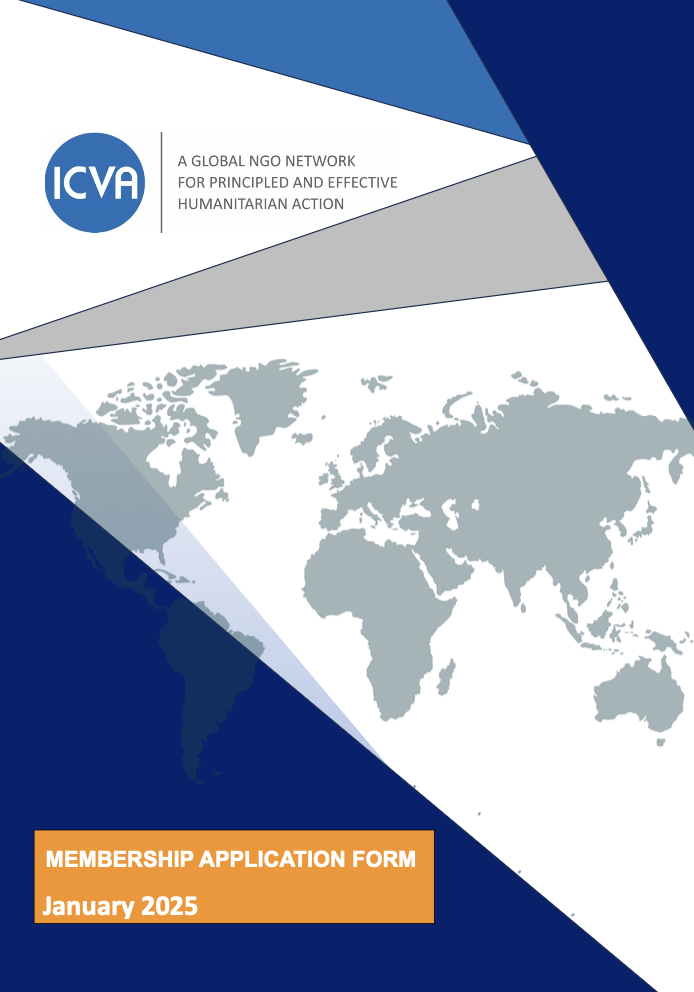 ICVA
A GLOBAL NGO NETWORK
FOR PRINCIPLED AND EFFECTIVE
HUMANITARIAN ACTION
MEMBERSHIP APPLICATION FORM
January 2025